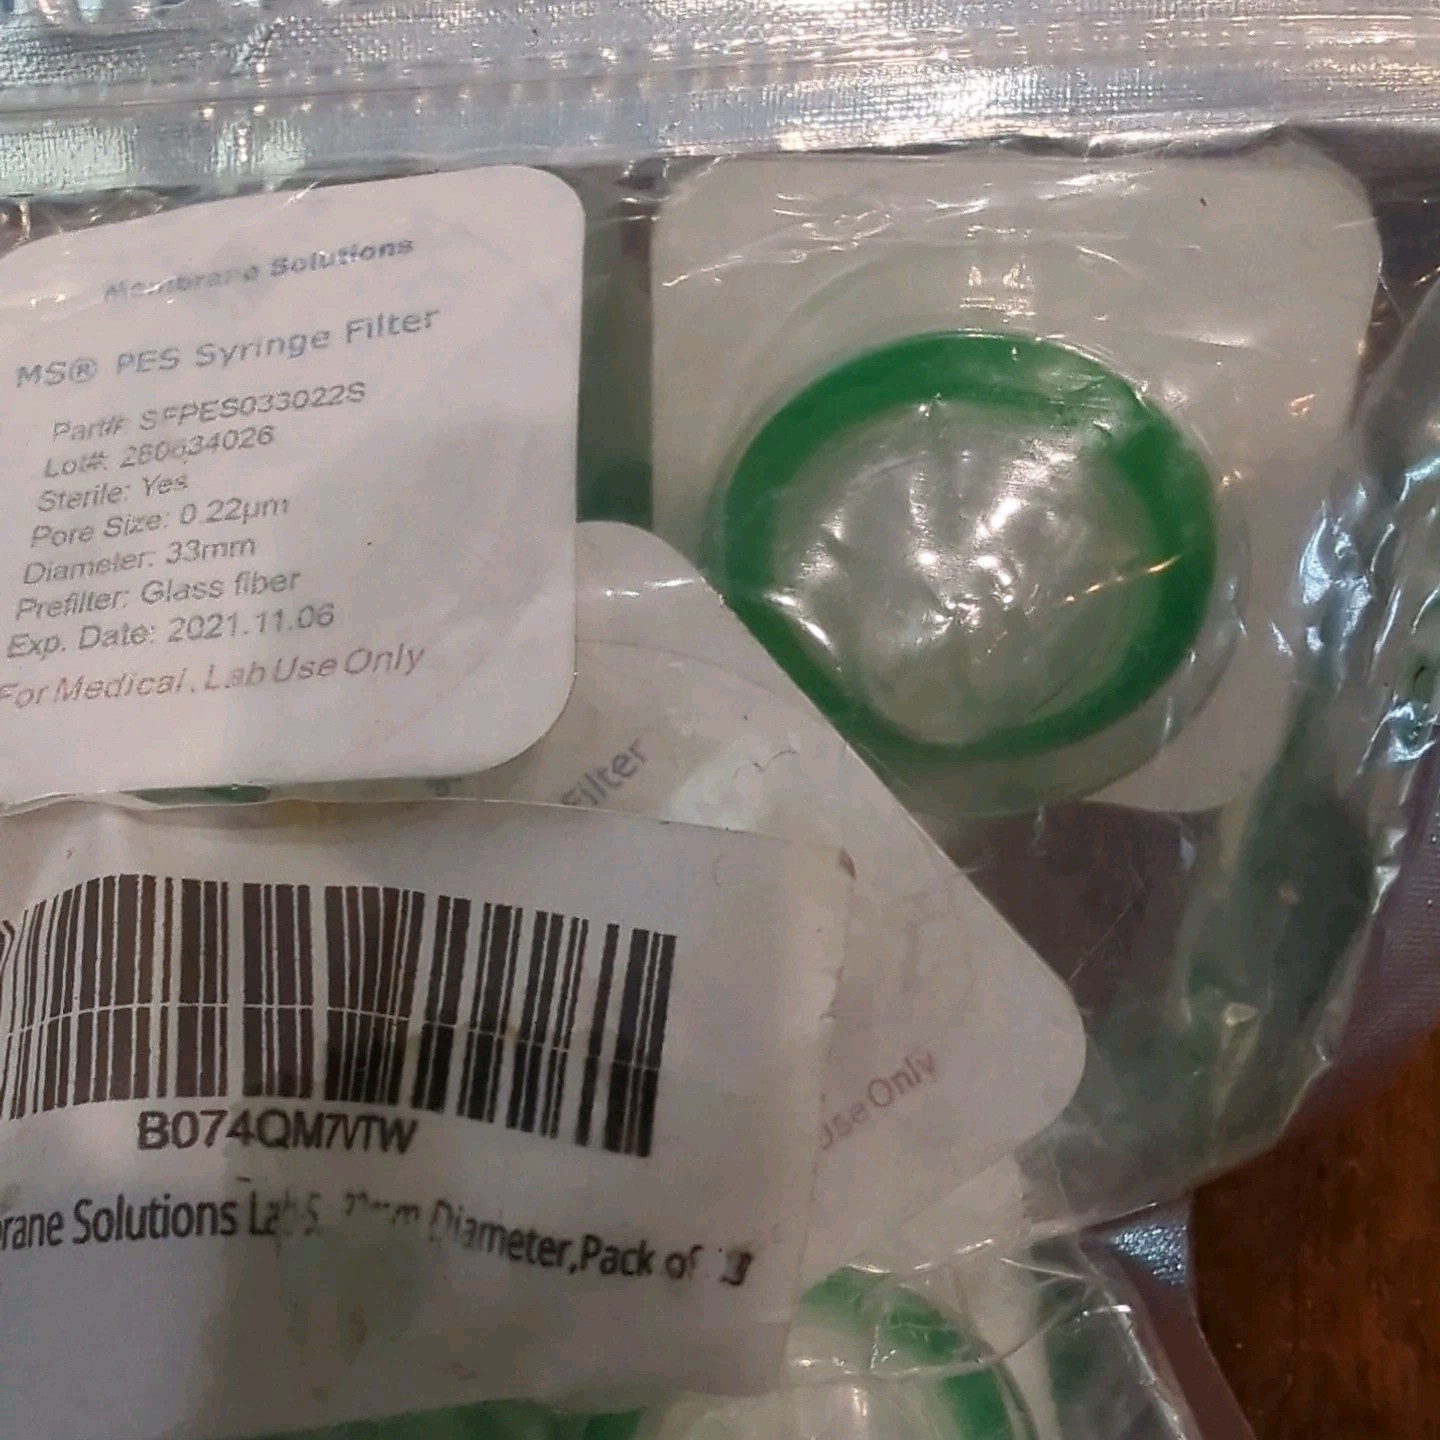 Membrane Solutions
MS® PES Syringe Filter
Part#: SFPES033022S
Lot#:
Sterile: Yes
Pore Size: 0.22µm
Diameter: 33mm
Prefilter: Glass fiber
Exp. Date: 2021.11.06
For Medical, Lab Use Only
Filter
Use Only
B074QM7VTW
brane Solutions Lab Diameter,Pack of